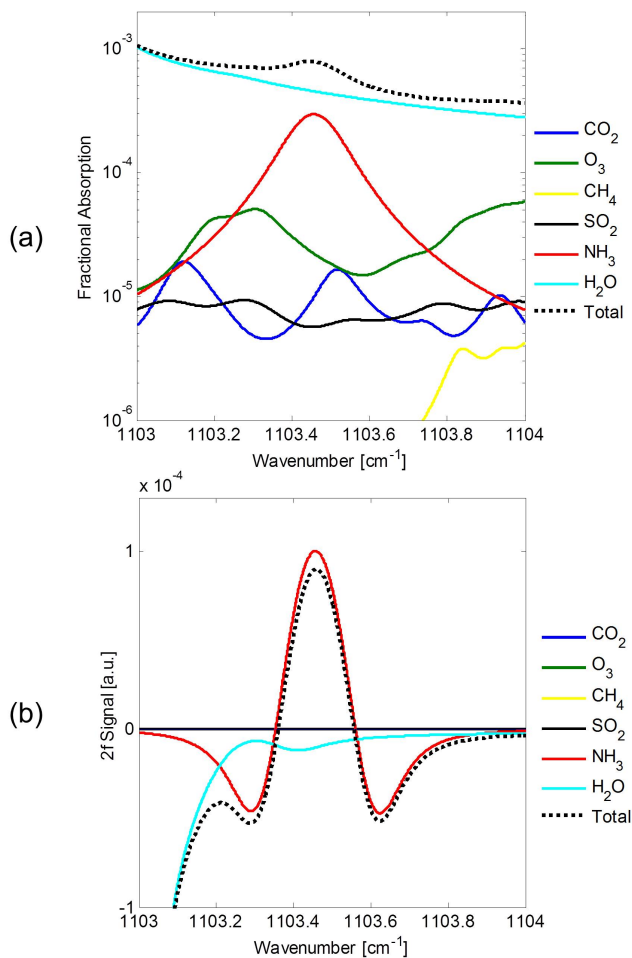 (a)
Fractional Absorption
10⁻³
10⁻⁴
10⁻⁵
10⁻⁶
1103 1103.2 1103.4 1103.6 1103.8 1104
Wavenumber [cm⁻¹]
CO₂
O₃
CH₄
SO₂
NH₃
H₂O
Total
(b)
x 10⁻⁴
2f Signal [a.u.]
1
0
-1
1103 1103.2 1103.4 1103.6 1103.8 1104
Wavenumber [cm⁻¹]
CO₂
O₃
CH₄
SO₂
NH₃
H₂O
Total